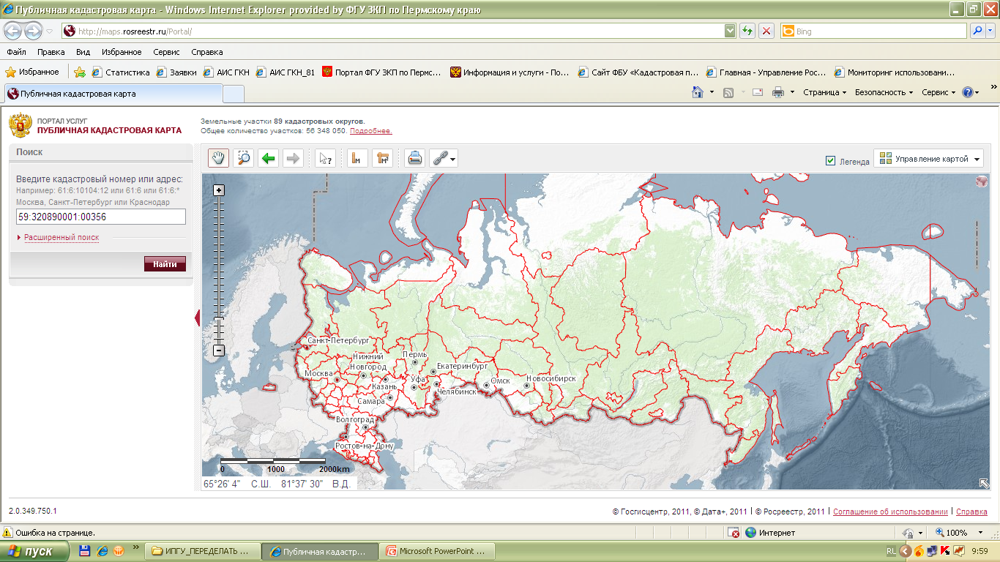 Публичная кадастровая карта - Windows Internet Explorer provided by ФГУ ЗКП по Пермскому краю
http://maps.rosreestr.ru/Portal/
Bing
Файл Правка Вид Избранное Сервис Справка
Избранное Статистика Заявки АИС ГКН АИС ГКН_81 Портал ФГУ ЗКП по Пермс... Информация и услуги - По... Сайт ФБУ «Кадастровая п... Главная - Управление Рос... Мониторинг использовани...
Публичная кадастровая карта
Страница Безопасность Сервис
ПОРТАЛ УСЛУГ
ПУБЛИЧНАЯ КАДАСТРОВАЯ КАРТА
Земельные участки 89 кадастровых округов.
Общее количество участков: 56 348 050. Подробнее.
Поиск
Введите кадастровый номер или адрес:
Например: 61:6:10104:12 или 61:6 или 61:6:*
Москва, Санкт-Петербург или Краснодар
59:320890001:00356
Расширенный поиск
Найти
Легенда
Управление картой
Санкт-Петербург
Нижний
Новгород
Пермь
Екатеринбург
Москва
Казань
Уфа
Челябинск
Омск
Новосибирск
Самара
Волгоград
Ростов-на-Дону
0 1000 2000km
65°26' 4" С.Ш. 81°37' 30" В.Д.
2.0.349.750.1
© Госгисцентр, 2011, © Дата+, 2011 | © Росреестр, 2011 | Соглашение об использовании | Справка
Ошибка на странице.
Интернет
100%
пуск
ИПГУ_ПЕРЕДЕЛАТЬ ...
Публичная кадастр...
Microsoft PowerPoint ...
RL
9:59